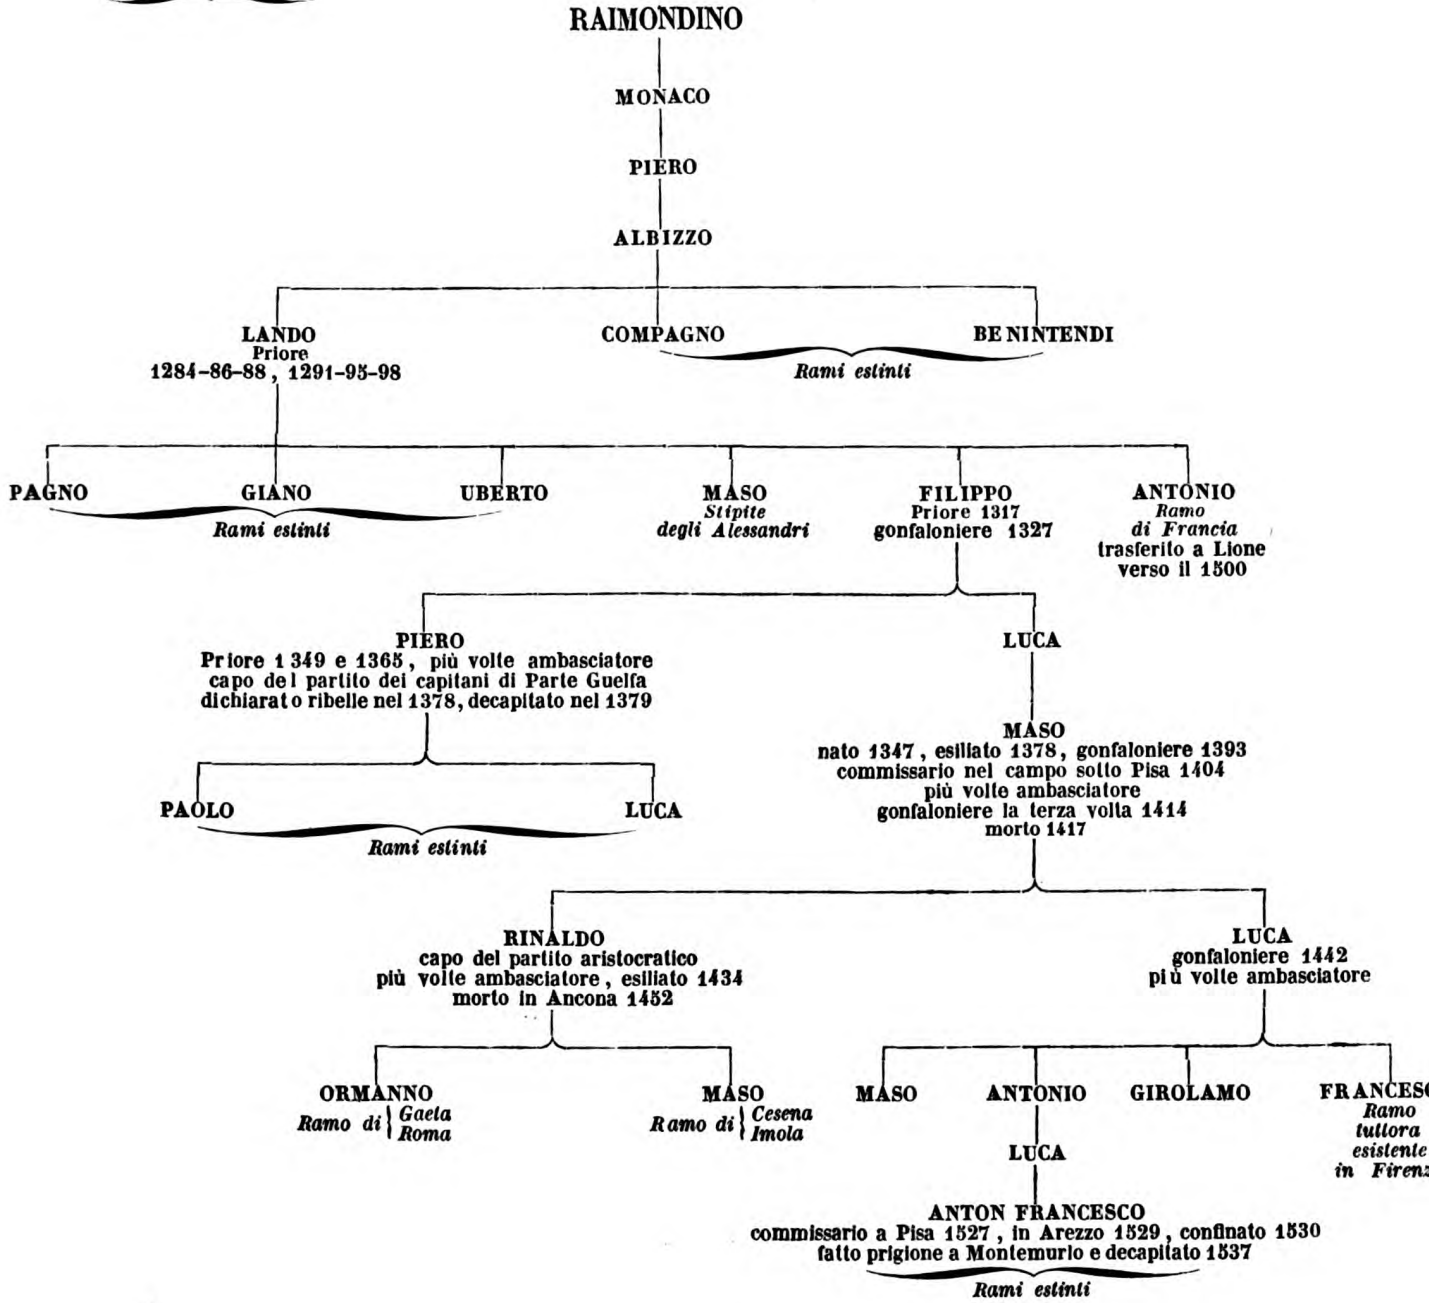 RAIMONDINO
MONACO
PIERO
ALBIZZO
LANDO
Priore
1284-86-88, 1291-95-98
COMPAGNO
BENINTENDI
Rami estinti
PAGNO
GIANO
UBERTO
Rami estinti
MASO
Stipite
degli Alessandri
FILIPPO
Priore 1317
gonfaloniere 1327
ANTONIO
Ramo
di Francia
trasferito a Lione
verso il 1500
PIERO
Priore 1349 e 1365, più volte ambasciatore
capo del partito dei capitani di Parte Guelfa
dichiarato ribelle nel 1378, decapitato nel 1379
LUCA
MASO
nato 1347, esiliato 1378, gonfaloniere 1393
commissario nel campo sotto Pisa 1404
più volte ambasciatore
gonfaloniere la terza volta 1414
morto 1417
PAOLO
LUCA
Rami estinti
RINALDO
capo del partito aristocratico
più volte ambasciatore, esiliato 1434
morto in Ancona 1452
LUCA
gonfaloniere 1442
più volte ambasciatore
ORMANNO
Ramo di { Gaeta
Roma
MASO
Ramo di { Cesena
Imola
MASO
ANTONIO
GIROLAMO
FRANCESC
Ramo
tuttora
esistente
in Firenz
LUCA
ANTON FRANCESCO
commissario a Pisa 1527, in Arezzo 1529, confinato 1530
fatto prigione a Montemurlo e decapitato 1537
Rami estinti